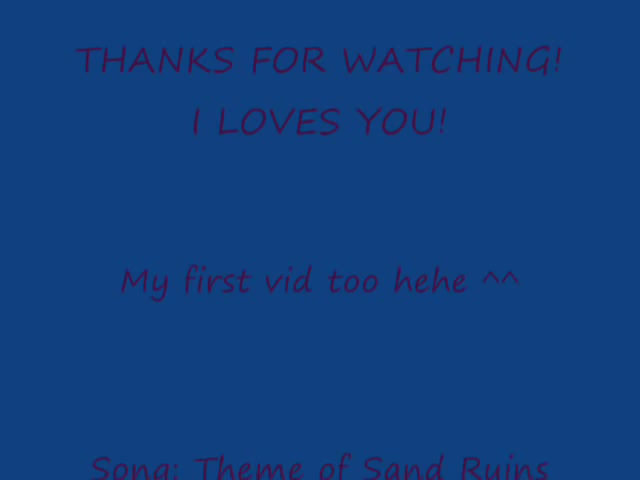 THANKS FOR WATCHING!
I LOVES YOU!
My first vid too hehe ^^
Song: Theme of Sand Ruins